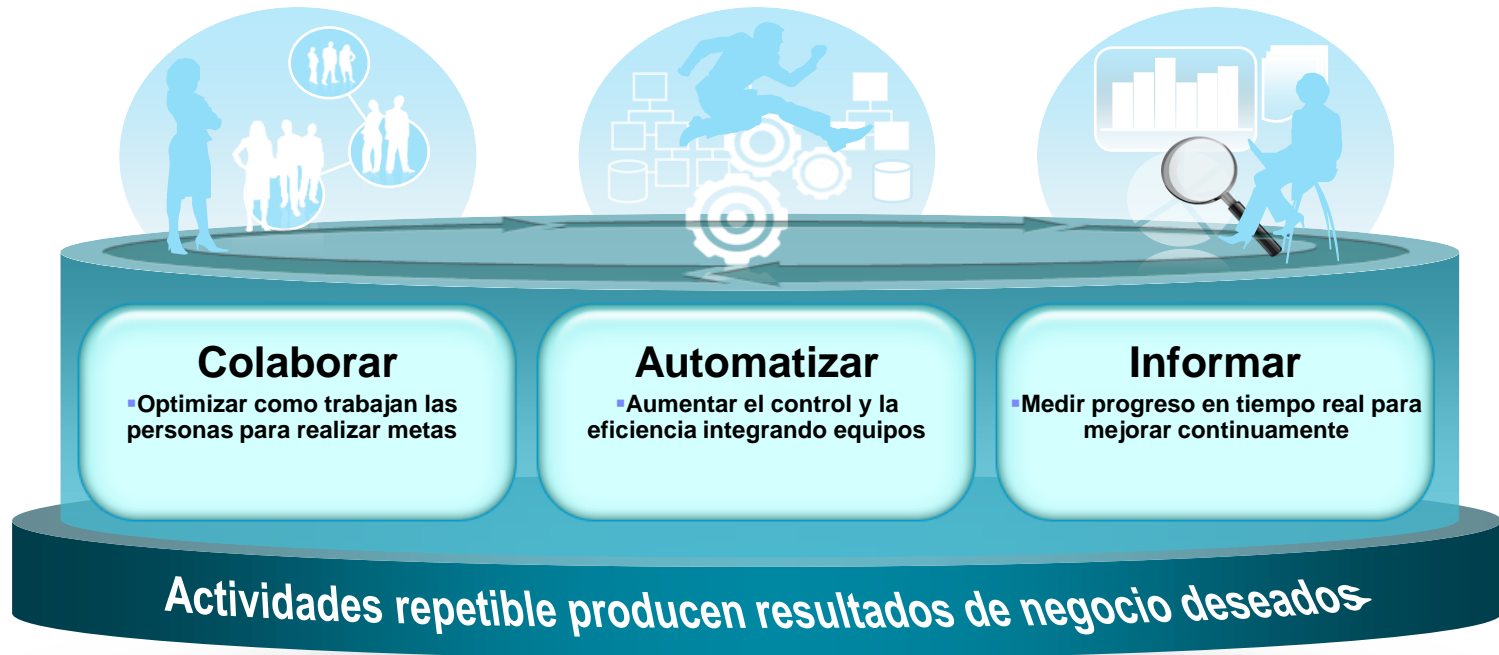 Colaborar
▪Optimizar como trabajan las
personas para realizar metas
Automatizar
▪Aumentar el control y la
eficiencia integrando equipos
Informar
▪Medir progreso en tiempo real para
mejorar continuamente
Actividades repetible producen resultados de negocio deseados